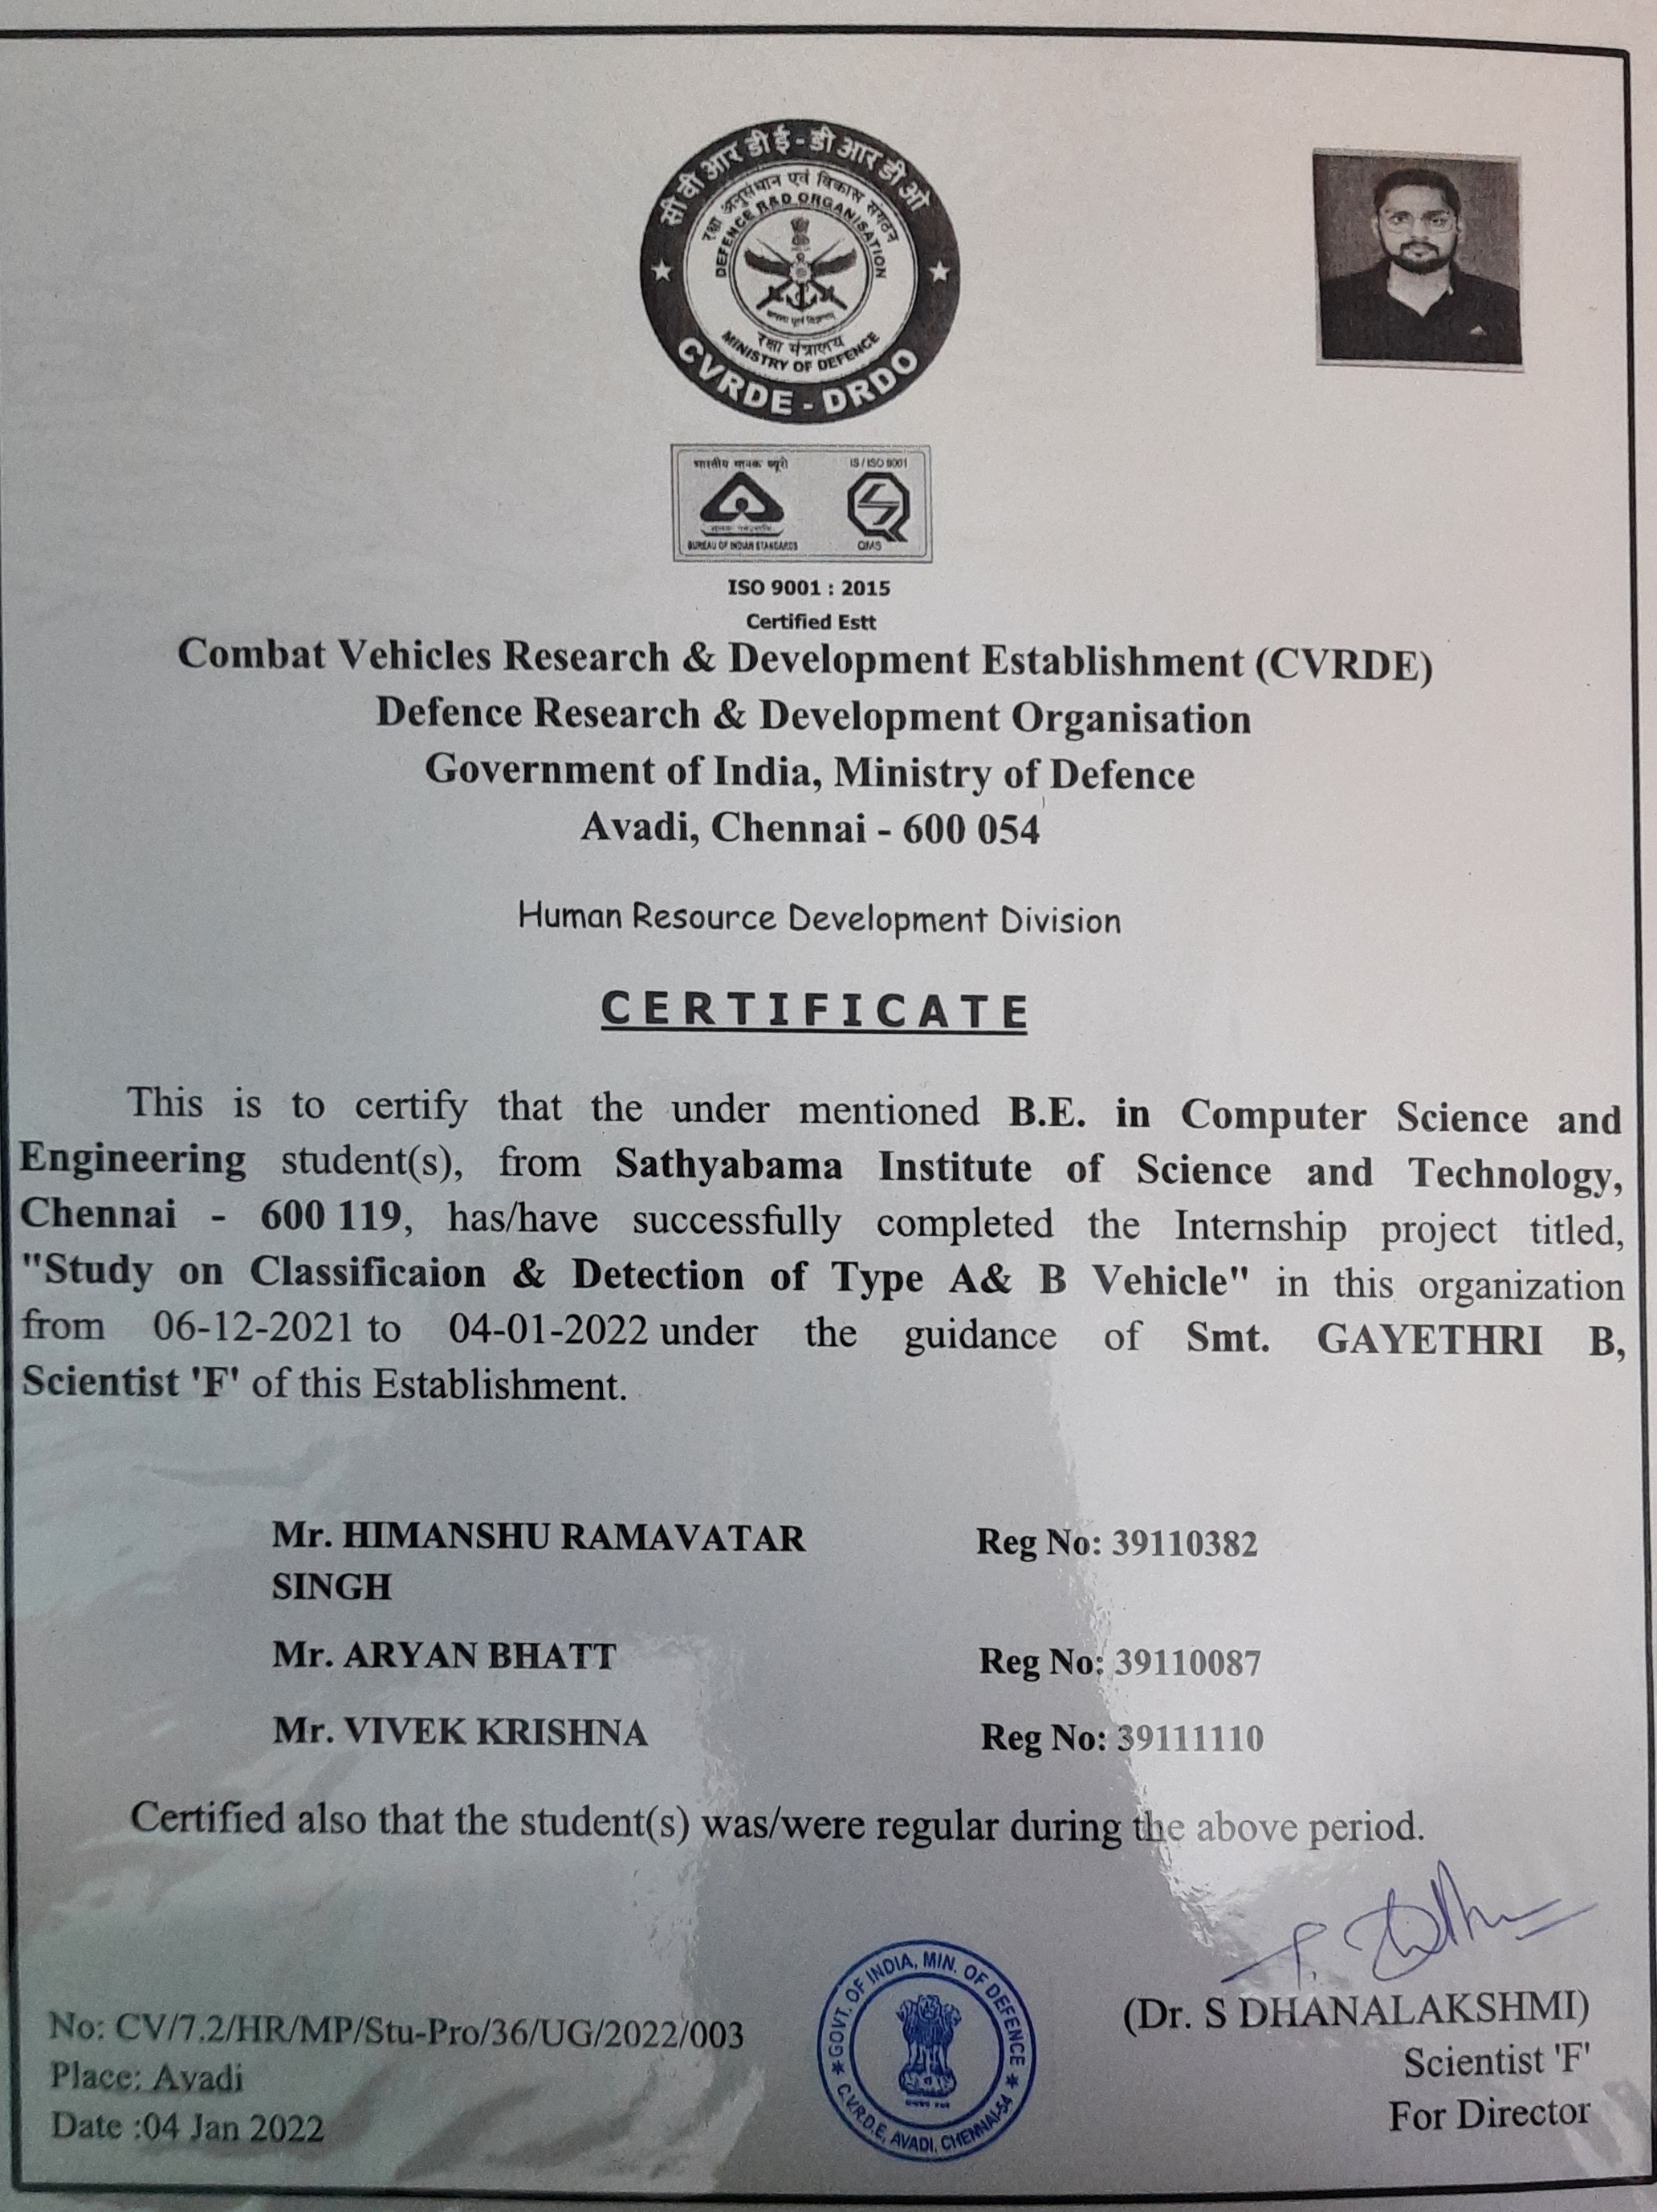 सी वी आर डी ई - डी आर डी ओ
रक्षा अनुसंधान एवं विकास संगठन
DEFENCE R&D ORGANISATION
रक्षा मंत्रालय
MINISTRY OF DEFENCE
CVRDE - DRDO
भारतीय मानक ब्यूरो
IS / ISO 9001
BUREAU OF INDIAN STANDARDS
QMS
ISO 9001 : 2015
Certified Estt
Combat Vehicles Research & Development Establishment (CVRDE)
Defence Research & Development Organisation
Government of India, Ministry of Defence
Avadi, Chennai - 600 054
Human Resource Development Division
CERTIFICATE
This is to certify that the under mentioned B.E. in Computer Science and
Engineering student(s), from Sathyabama Institute of Science and Technology,
Chennai - 600 119, has/have successfully completed the Internship project titled,
"Study on Classificaion & Detection of Type A& B Vehicle" in this organization
from 06-12-2021 to 04-01-2022 under the guidance of Smt. GAYETHRI B,
Scientist 'F' of this Establishment.
Mr. HIMANSHU RAMAVATAR Reg No: 39110382
SINGH
Mr. ARYAN BHATT Reg No: 39110087
Mr. VIVEK KRISHNA Reg No: 39111110
Certified also that the student(s) was/were regular during the above period.
GOVT. OF INDIA, MIN. OF DEFENCE
C.V.R.D.E, AVADI, CHENNAI-54
(Dr. S DHANALAKSHMI)
Scientist 'F'
For Director
No: CV/7.2/HR/MP/Stu-Pro/36/UG/2022/003
Place: Avadi
Date :04 Jan 2022